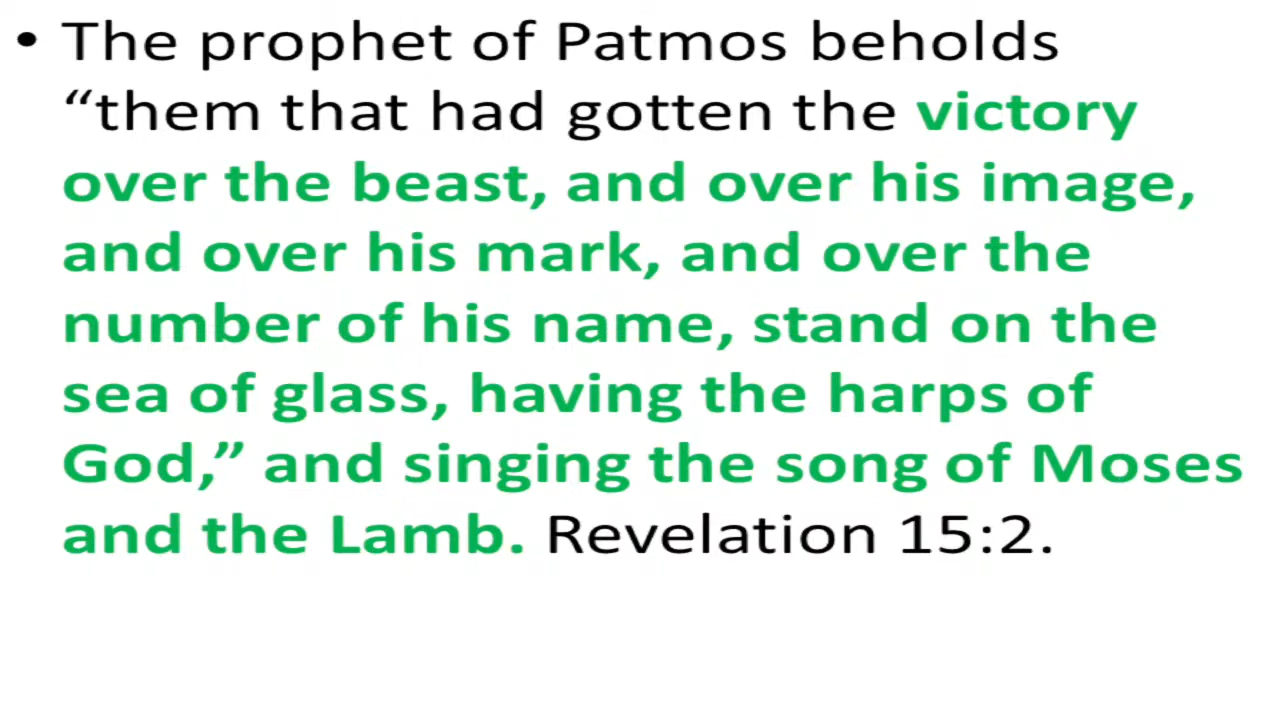 • The prophet of Patmos beholds
“them that had gotten the victory
over the beast, and over his image,
and over his mark, and over the
number of his name, stand on the
sea of glass, having the harps of
God,” and singing the song of Moses
and the Lamb. Revelation 15:2.